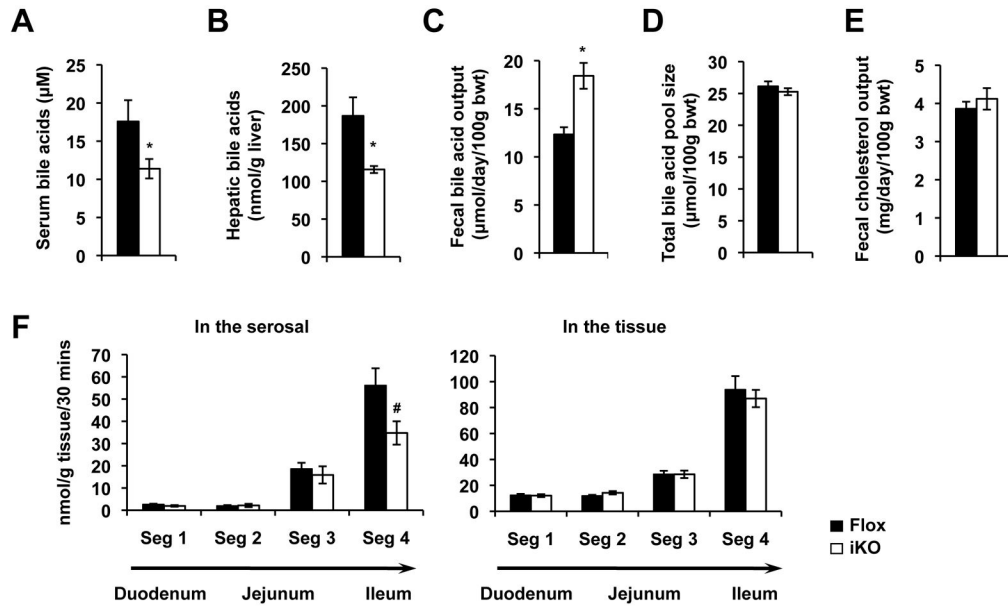 A
Serum bile acids (μM)
25
20
15
10
5
0
*
B
Hepatic bile acids
(nmol/g liver)
250
200
150
100
50
0
*
C
Fecal bile acid output
(μmol/day/100g bwt)
20
15
10
5
0
*
D
Total bile acid pool size
(μmol/100g bwt)
30
25
20
15
10
5
0
E
Fecal cholesterol output
(mg/day/100g bwt)
5
4
3
2
1
0
F
In the serosal
nmol/g tissue/30 mins
70
60
50
40
30
20
10
0
#
Seg 1 Seg 2 Seg 3 Seg 4
Duodenum Jejunum Ileum
In the tissue
120
100
80
60
40
20
0
Seg 1 Seg 2 Seg 3 Seg 4
Duodenum Jejunum Ileum
Flox
iKO